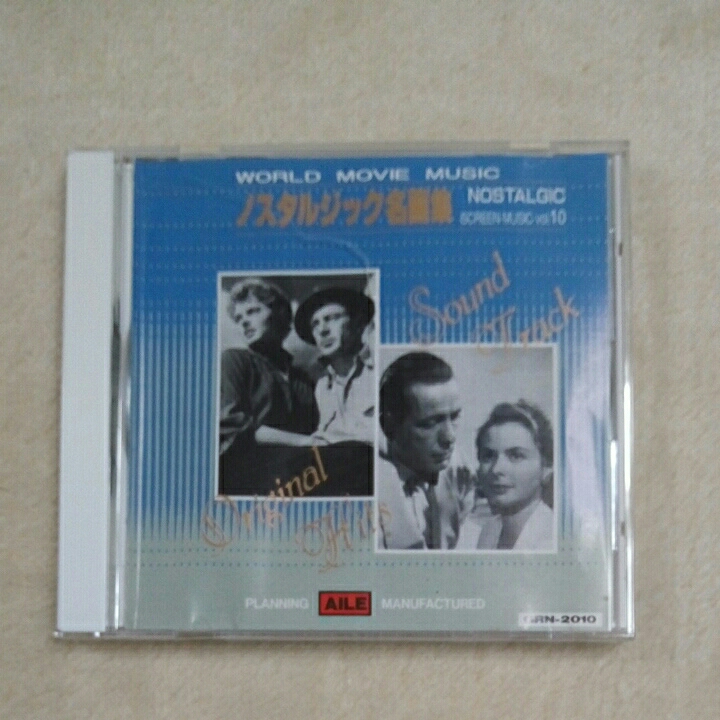 WORLD MOVIE MUSIC
ノスタルジック名画集
NOSTALGIC
SCREEN MUSIC vol.10
Sound
Track
Original
Hits
PLANNING AILE MANUFACTURED
GRN-2010